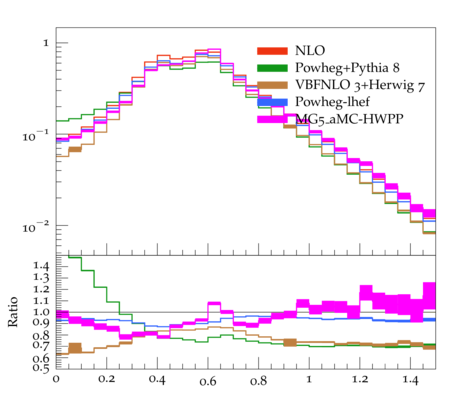 1
NLO
Powheg+Pythia 8
VBFNLO 3+Herwig 7
Powheg-lhef
MG5_aMC-HWPP
10⁻¹
10⁻²
1.4
1.3
1.2
1.1
1.0
0.9
0.8
0.7
0.6
0.5
Ratio
0 0.2 0.4 0.6 0.8 1 1.2 1.4